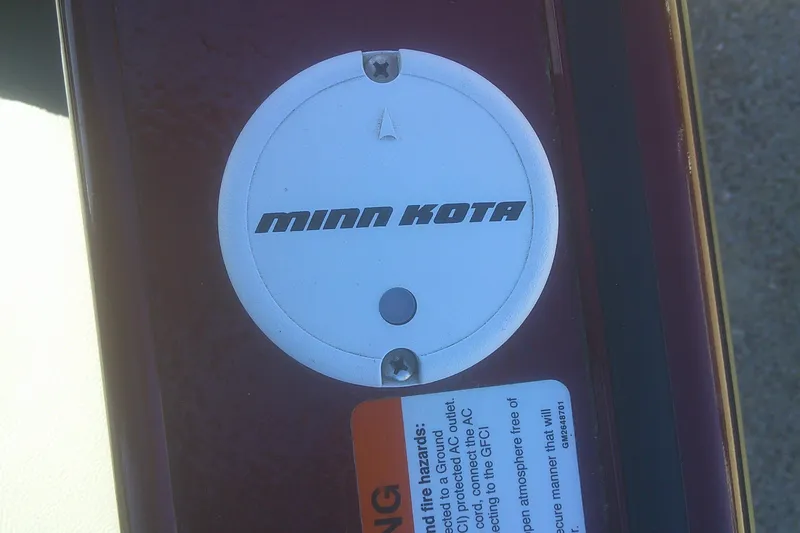 MINN KOTA
NG
nd fire hazards:
ected to a Ground
CI) protected AC outlet.
cord, connect the AC
ecting to the GFCI
pen atmosphere free of
ecure manner that will
GM2648701